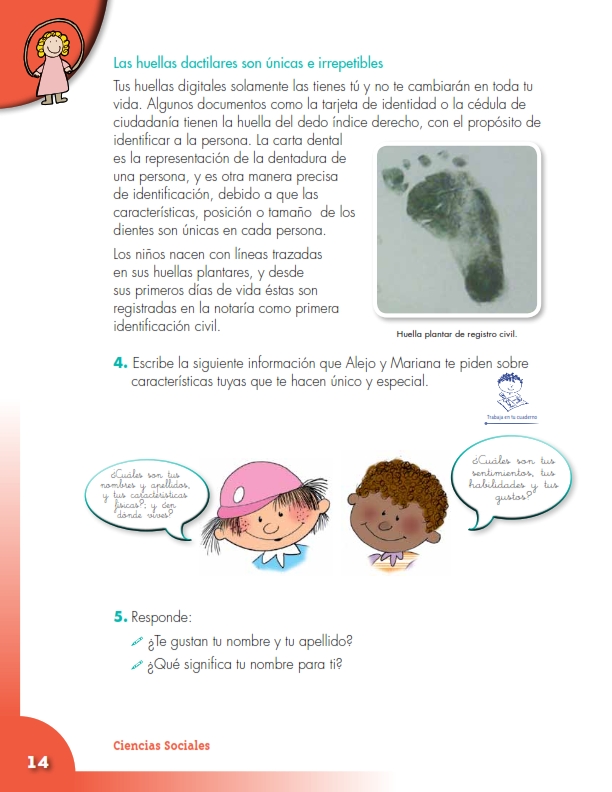 Las huellas dactilares son únicas e irrepetibles
Tus huellas digitales solamente las tienes tú y no te cambiarán en toda tu
vida. Algunos documentos como la tarjeta de identidad o la cédula de
ciudadanía tienen la huella del dedo índice derecho, con el propósito de
identificar a la persona. La carta dental
es la representación de la dentadura de
una persona, y es otra manera precisa
de identificación, debido a que las
características, posición o tamaño de los
dientes son únicas en cada persona.
Los niños nacen con líneas trazadas
en sus huellas plantares, y desde
sus primeros días de vida éstas son
registradas en la notaría como primera
identificación civil.
Huella plantar de registro civil.
4. Escribe la siguiente información que Alejo y Mariana te piden sobre
características tuyas que te hacen único y especial.
Trabaja en tu cuaderno
¿Cuáles son tus
nombres y apellidos,
y tus características
físicas?; y den
dónde vives?
¿Cuáles son tus
sentimientos, tus
habilidades y tus
gustos?
5. Responde:
¿Te gustan tu nombre y tu apellido?
¿Qué significa tu nombre para ti?
Ciencias Sociales
14